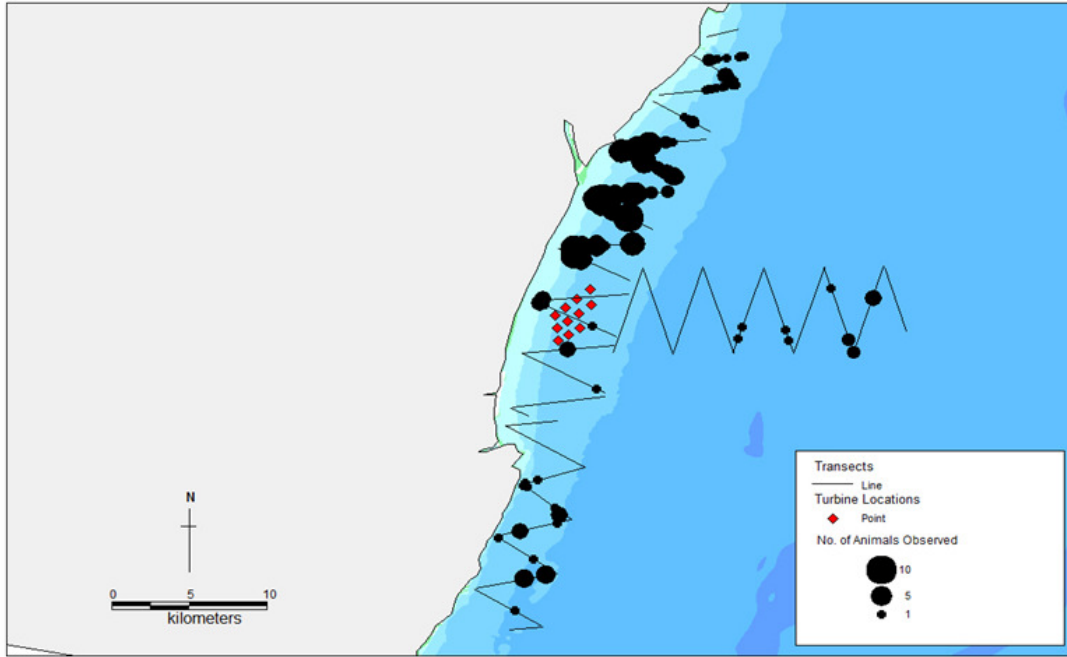 N
0 5 10
kilometers
Transects
Line
Turbine Locations
Point
No. of Animals Observed
10
5
1